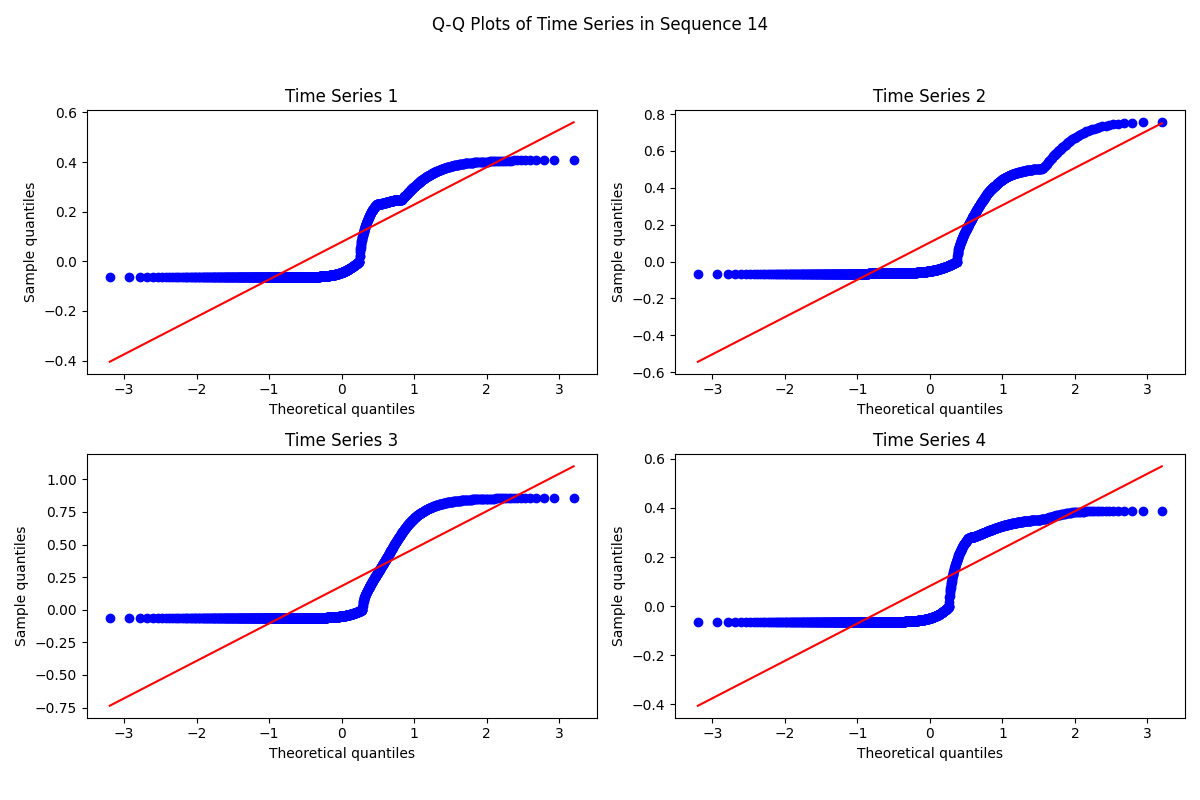 Q-Q Plots of Time Series in Sequence 14
Time Series 1
0.6
0.4
0.2
0.0
−0.2
−0.4
Sample quantiles
−3 −2 −1 0 1 2 3
Theoretical quantiles
Time Series 2
0.8
0.6
0.4
0.2
0.0
−0.2
−0.4
−0.6
Sample quantiles
−3 −2 −1 0 1 2 3
Theoretical quantiles
Time Series 3
1.00
0.75
0.50
0.25
0.00
−0.25
−0.50
−0.75
Sample quantiles
−3 −2 −1 0 1 2 3
Theoretical quantiles
Time Series 4
0.6
0.4
0.2
0.0
−0.2
−0.4
Sample quantiles
−3 −2 −1 0 1 2 3
Theoretical quantiles